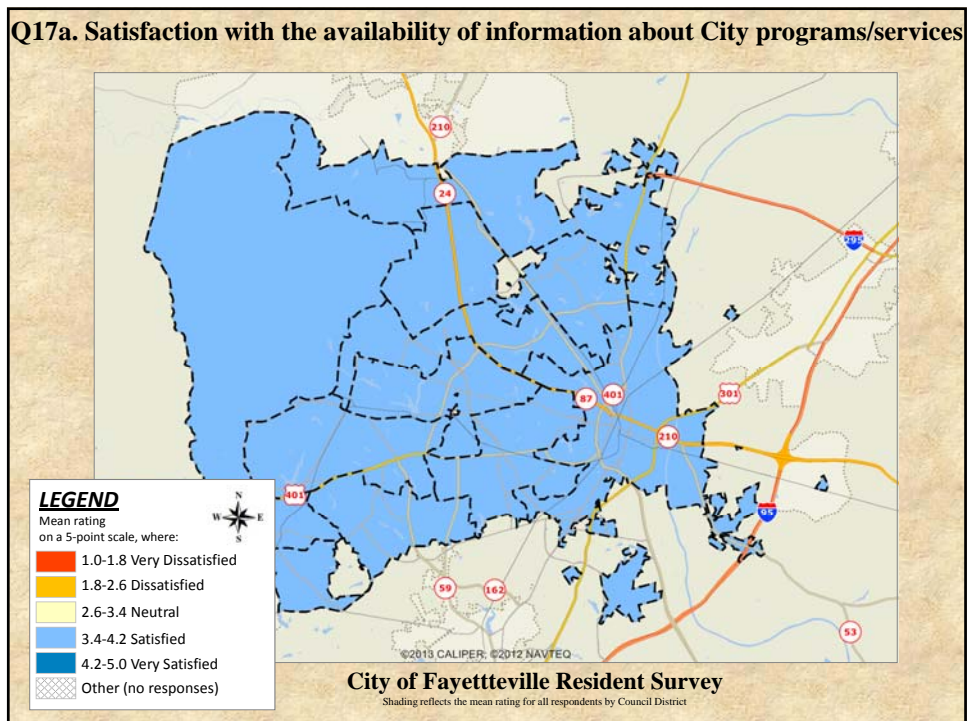 Q17a. Satisfaction with the availability of information about City programs/services
210
24
295
87
401
301
210
401
95
59
162
53
LEGEND
Mean rating
on a 5-point scale, where:
N
W E
S
1.0-1.8 Very Dissatisfied
1.8-2.6 Dissatisfied
2.6-3.4 Neutral
3.4-4.2 Satisfied
4.2-5.0 Very Satisfied
Other (no responses)
©2013 CALIPER; ©2012 NAVTEQ
City of Fayettteville Resident Survey
Shading reflects the mean rating for all respondents by Council District